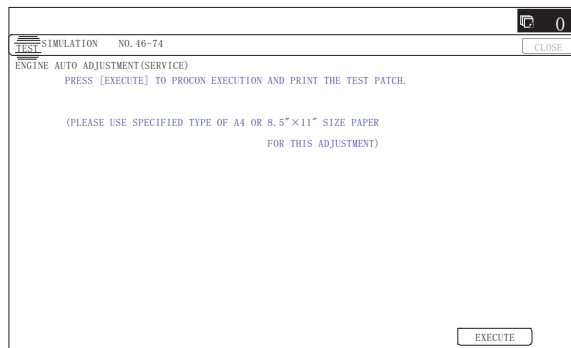 0
TEST SIMULATION NO.46-74
CLOSE
ENGINE AUTO ADJUSTMENT(SERVICE)
PRESS [EXECUTE] TO PROCON EXECUTION AND PRINT THE TEST PATCH.
(PLEASE USE SPECIFIED TYPE OF A4 OR 8.5″×11″ SIZE PAPER
FOR THIS ADJUSTMENT)
EXECUTE